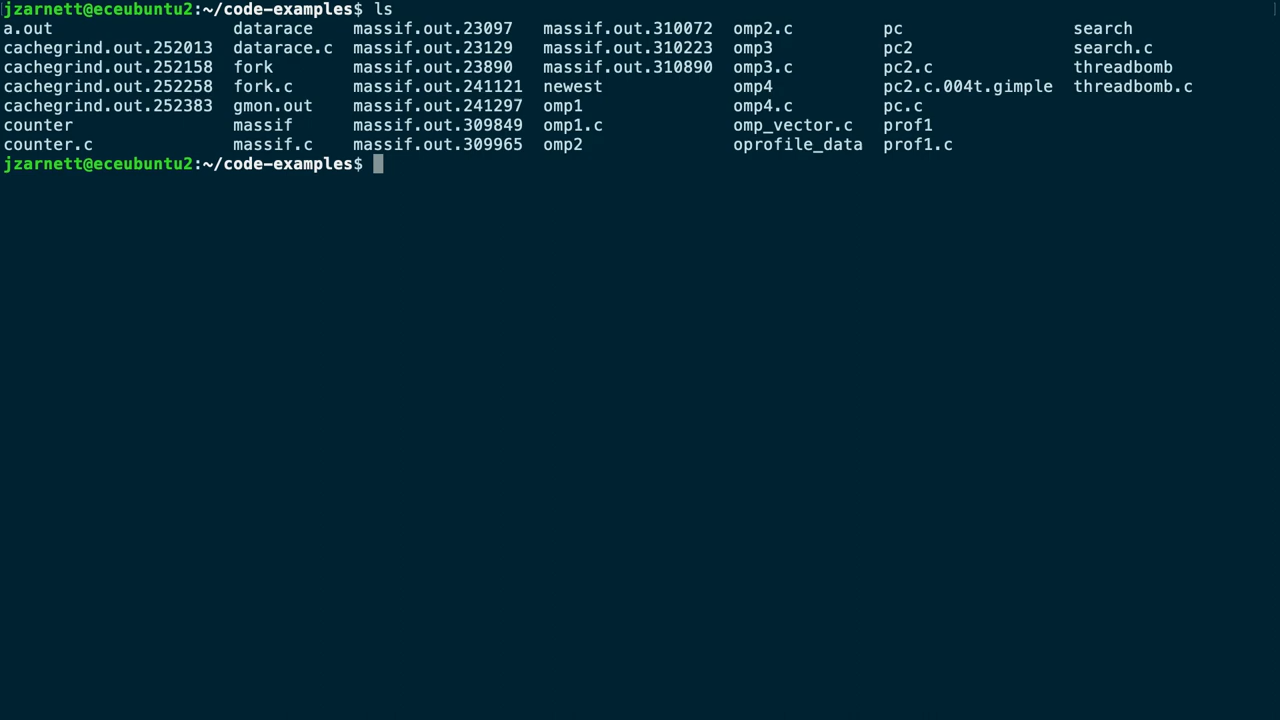 jzarnett@eceubuntu2:~/code-examples$ ls
a.out datarace massif.out.23097 massif.out.310072 omp2.c pc search
cachegrind.out.252013 datarace.c massif.out.23129 massif.out.310223 omp3 pc2 search.c
cachegrind.out.252158 fork massif.out.23890 massif.out.310890 omp3.c pc2.c threadbomb
cachegrind.out.252258 fork.c massif.out.241121 newest omp4 pc2.c.004t.gimple threadbomb.c
cachegrind.out.252383 gmon.out massif.out.241297 omp1 omp4.c pc.c
counter massif massif.out.309849 omp1.c omp_vector.c prof1
counter.c massif.c massif.out.309965 omp2 oprofile_data prof1.c
jzarnett@eceubuntu2:~/code-examples$